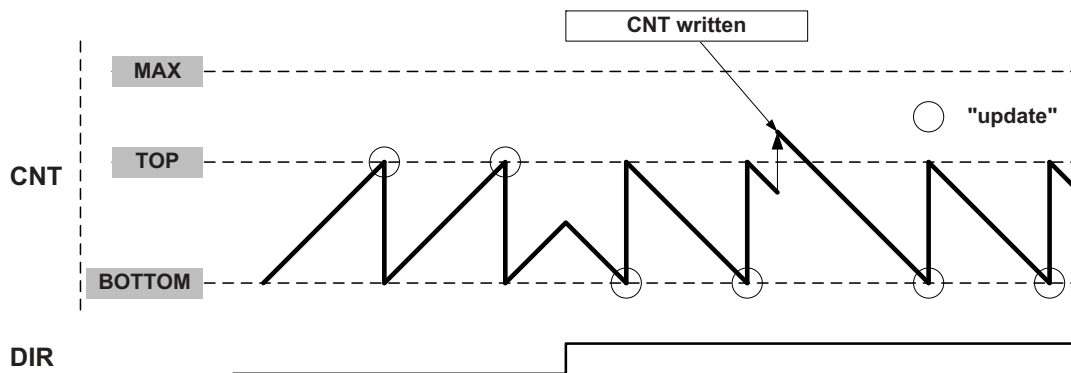 CNT written
MAX
"update"
TOP
CNT
BOTTOM
DIR